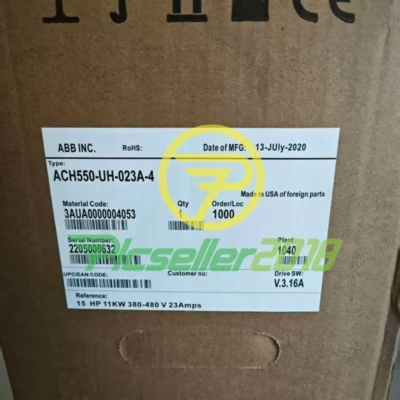 ABB INC. RoHS: Date of MFG: 13-JUly-2020
Type:
ACH550-UH-023A-4
Made in USA of foreign parts
Material Code: Qty Order/Loc
3AUA0000004053 1 1000
Serial Number: Plant
2205000632 1040
Plcseller2018
UPC/EAN CODE: Customer no: Drive SW:
V.3.16A
Reference:
15 HP 11KW 380-480 V 23Amps